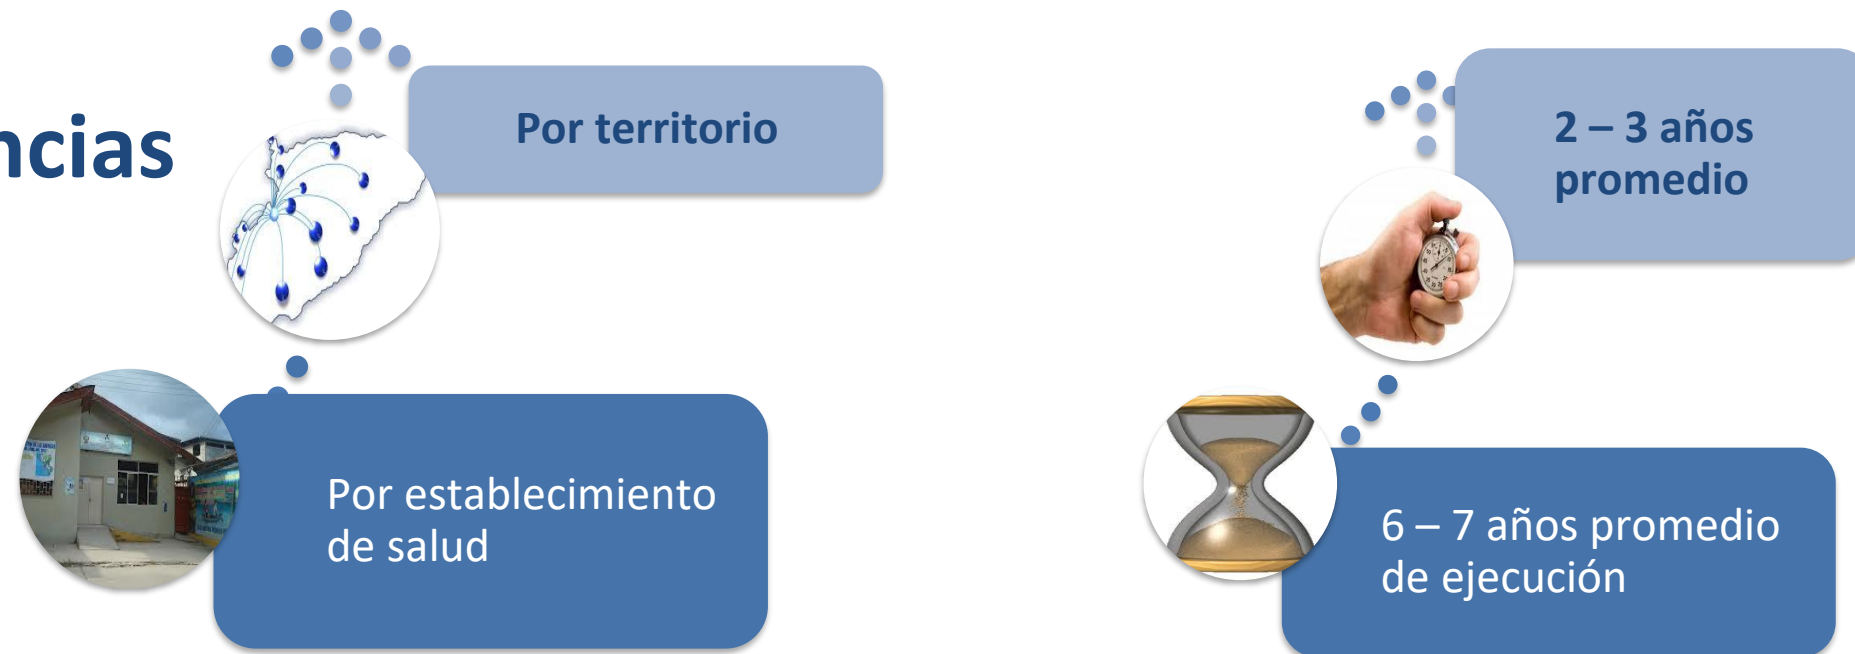 ncias
Por territorio
2 – 3 años
promedio
Por establecimiento
de salud
6 – 7 años promedio
de ejecución